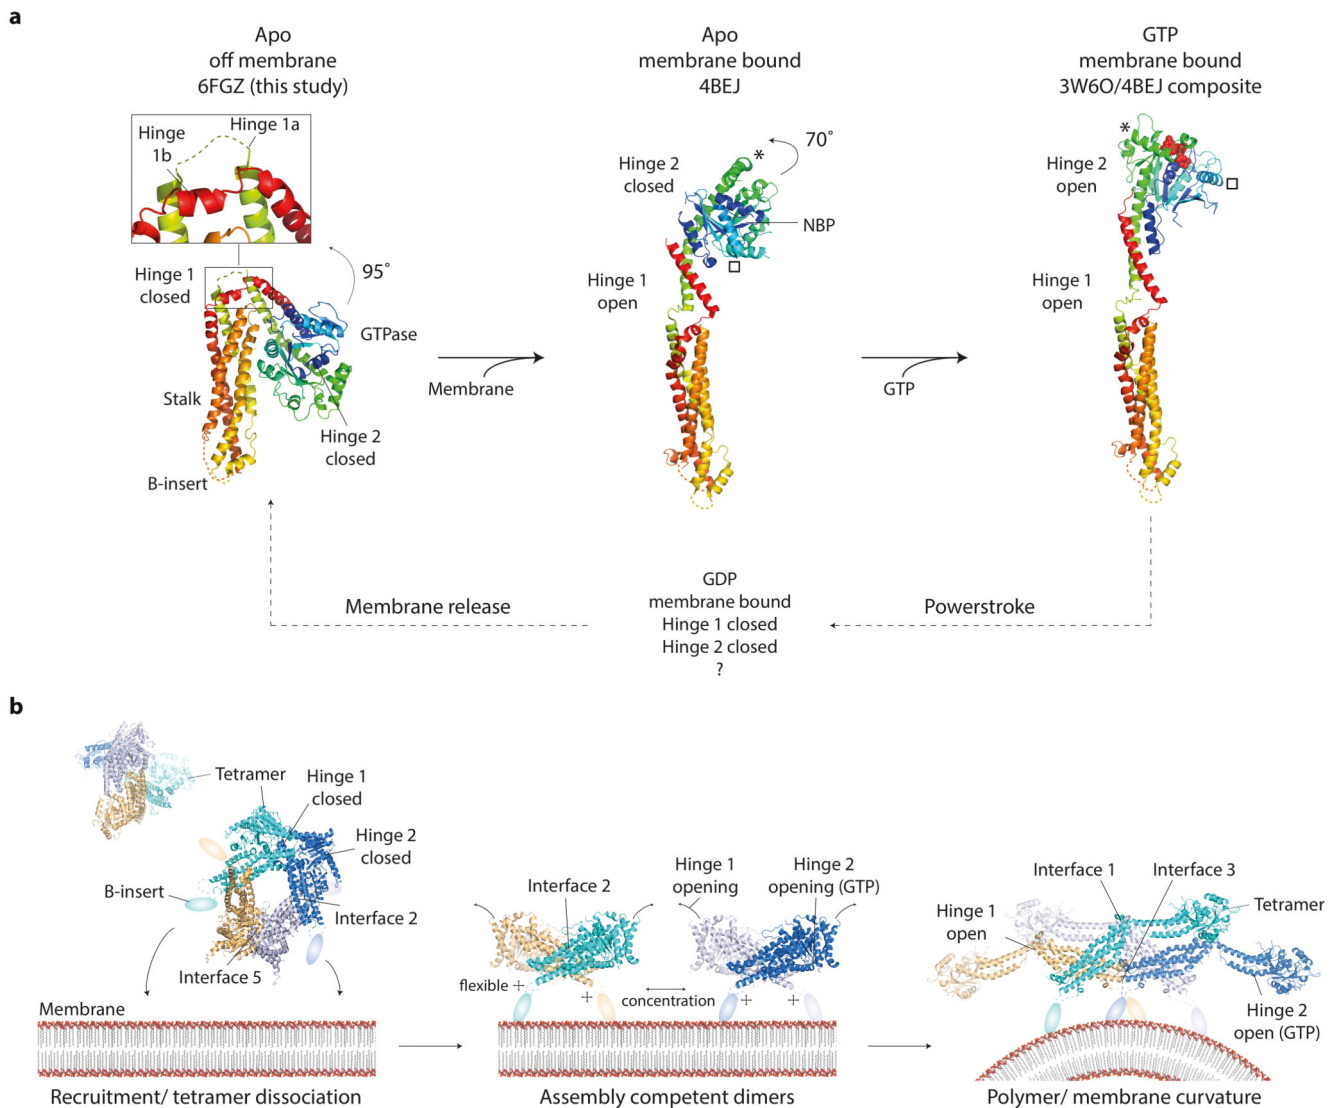 a
Apo
off membrane
6FGZ (this study)
Apo
membrane bound
4BEJ
GTP
membrane bound
3W6O/4BEJ composite
Hinge
1b
Hinge 1a
Hinge 1
closed
95°
GTPase
Stalk
Hinge 2
closed
B-insert
Membrane
Hinge 2
closed
*
70°
NBP
Hinge 1
open
GTP
*
Hinge 2
open
Hinge 1
open
Membrane release
GDP
membrane bound
Hinge 1 closed
Hinge 2 closed
?
Powerstroke
b
Tetramer
Hinge 1
closed
Hinge 2
closed
B-insert
Interface 2
Interface 5
Membrane
Recruitment/ tetramer dissociation
Interface 2
Hinge 1
opening
Hinge 2
opening (GTP)
flexible +
+
concentration
+
+
Assembly competent dimers
Interface 1
Interface 3
Tetramer
Hinge 1
open
Hinge 2
open (GTP)
Polymer/ membrane curvature